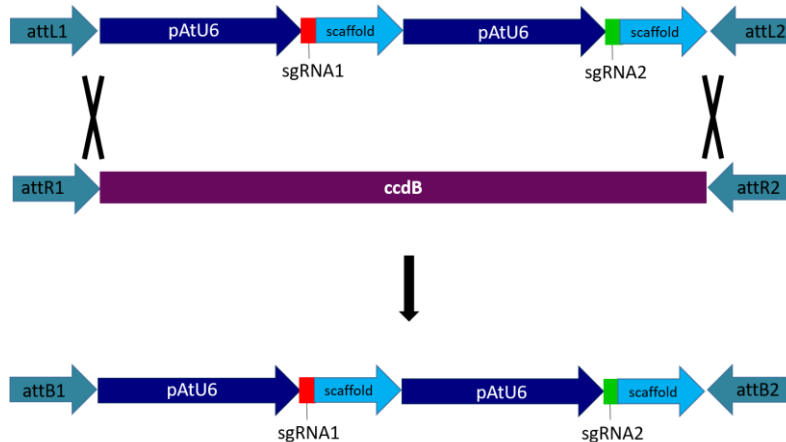 attL1 pAtU6 scaffold pAtU6 scaffold attL2
sgRNA1 sgRNA2
attR1 ccdB attR2
attB1 pAtU6 scaffold pAtU6 scaffold attB2
sgRNA1 sgRNA2